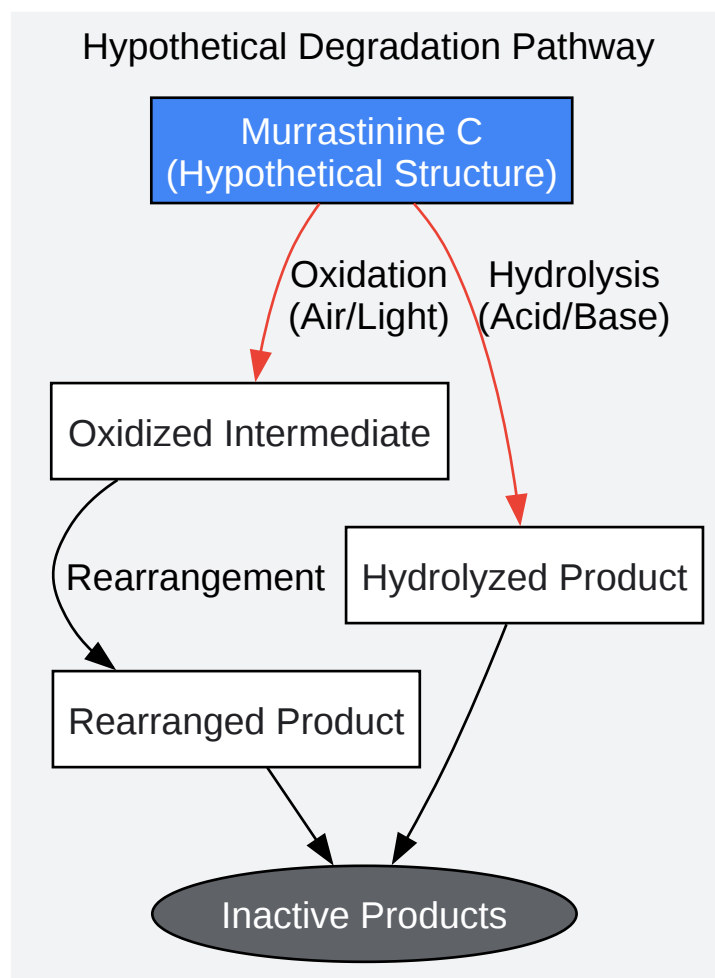 Hypothetical Degradation Pathway
Murrastinine C
(Hypothetical Structure)
Oxidation
(Air/Light)
Hydrolysis
(Acid/Base)
Oxidized Intermediate
Rearrangement
Hydrolyzed Product
Rearranged Product
Inactive Products